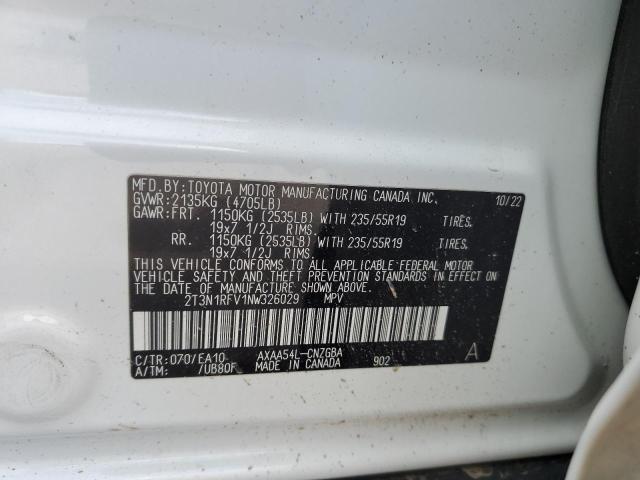 MFD.BY:TOYOTA MOTOR MANUFACTURING CANADA INC. 10/22
GVWR:2135KG (4705LB)
GAWR:FRT. 1150KG (2535LB) WITH 235/55R19 TIRES,
19x7 1/2J RIMS.
RR. 1150KG (2535LB) WITH 235/55R19 TIRES,
19x7 1/2J RIMS.
THIS VEHICLE CONFORMS TO ALL APPLICABLE FEDERAL MOTOR
VEHICLE SAFETY AND THEFT PREVENTION STANDARDS IN EFFECT ON
THE DATE OF MANUFACTURE SHOWN ABOVE.
2T3N1RFV1NW326029 MPV
C/TR:070/EA10 AXAA54L-CNZGBA A
A/TM: /UB80F MADE IN CANADA 902